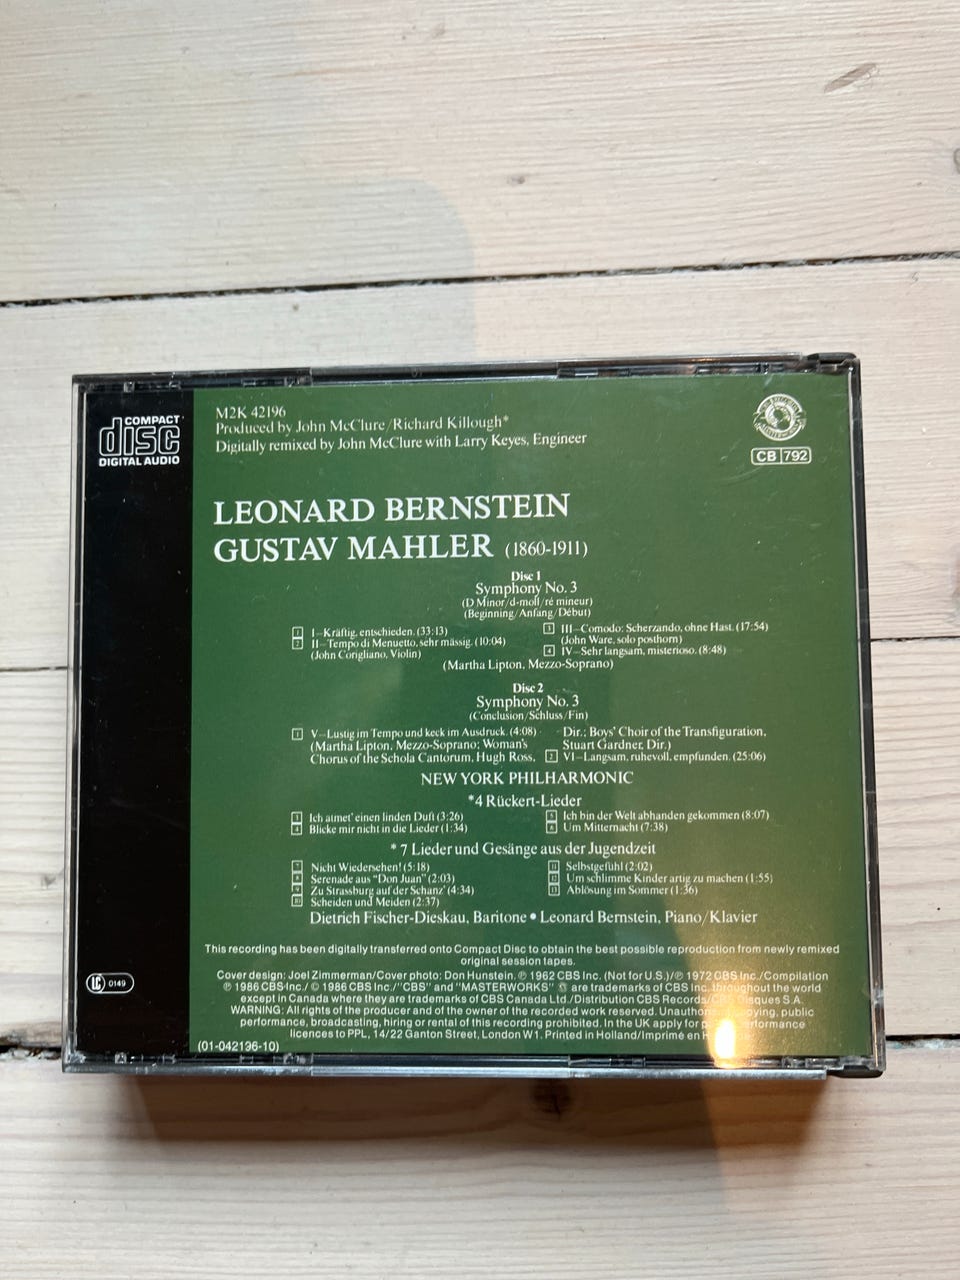 COMPACT
disc
DIGITAL AUDIO
M2K 42196
Produced by John McClure/Richard Killough*
Digitally remixed by John McClure with Larry Keyes, Engineer
CB 792
LEONARD BERNSTEIN
GUSTAV MAHLER (1860-1911)
Disc 1
Symphony No. 3
(D Minor/d-moll/ré mineur)
(Beginning/Anfang/Début)
1 I–Kräftig, entschieden. (33:13)
2 II–Tempo di Menuetto, sehr mässig. (10:04)
(John Corigliano, Violin)
3 III–Comodo: Scherzando, ohne Hast. (17:54)
(John Ware, solo posthorn)
4 IV–Sehr langsam, misterioso. (8:48)
(Martha Lipton, Mezzo-Soprano)
Disc 2
Symphony No. 3
(Conclusion/Schluss/Fin)
1 V–Lustig im Tempo und keck im Ausdruck. (4:08)
(Martha Lipton, Mezzo-Soprano; Woman's
Chorus of the Schola Cantorum, Hugh Ross,
Dir.; Boys' Choir of the Transfiguration,
Stuart Gardner, Dir.)
2 VI–Langsam, ruhevoll, empfunden. (25:06)
NEW YORK PHILHARMONIC
*4 Rückert-Lieder
3 Ich atmet' einen linden Duft (3:26)
4 Blicke mir nicht in die Lieder (1:34)
5 Ich bin der Welt abhanden gekommen (8:07)
6 Um Mitternacht (7:38)
*7 Lieder und Gesänge aus der Jugendzeit
7 Nicht Wiedersehen! (5:18)
8 Serenade aus "Don Juan" (2:03)
9 Zu Strassburg auf der Schanz' (4:34)
10 Scheiden und Meiden (2:37)
11 Selbstgefühl (2:02)
12 Um schlimme Kinder artig zu machen (1:55)
13 Ablösung im Sommer (1:36)
Dietrich Fischer-Dieskau, Baritone • Leonard Bernstein, Piano/Klavier
This recording has been digitally transferred onto Compact Disc to obtain the best possible reproduction from newly remixed
original session tapes.
Cover design: Joel Zimmerman/Cover photo: Don Hunstein. ℗ 1962 CBS Inc. (Not for U.S.)/℗ 1972 CBS Inc./Compilation
℗ 1986 CBS Inc./ © 1986 CBS Inc./"CBS" and "MASTERWORKS" are trademarks of CBS Inc. throughout the world
except in Canada where they are trademarks of CBS Canada Ltd./Distribution CBS Records/CBS Disques S.A.
WARNING: All rights of the producer and of the owner of the recorded work reserved. copying, public
performance, broadcasting, hiring or rental of this recording prohibited. In the UK apply for performance
licences to PPL, 14/22 Ganton Street, London W1. Printed in Holland/Imprimé en
(01-042196-10)
LC 0149